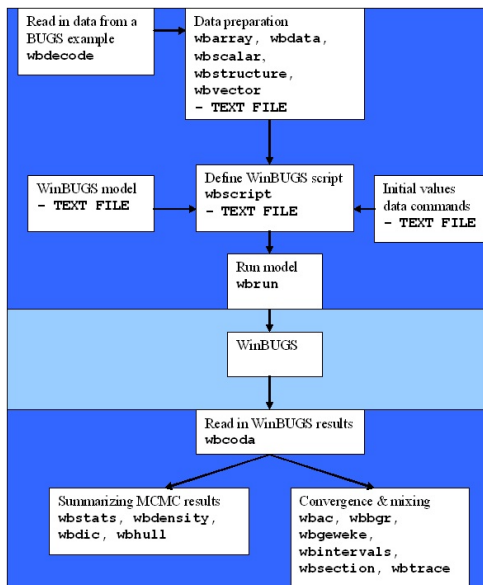 Read in data from a
BUGS example
wbdecode
Data preparation
wbarray, wbdata,
wbscalar,
wbstructure,
wbvector
- TEXT FILE
WinBUGS model
- TEXT FILE
Define WinBUGS script
wbscript
- TEXT FILE
Initial values
data commands
- TEXT FILE
Run model
wbrun
WinBUGS
Read in WinBUGS results
wbcoda
Summarizing MCMC results
wbstats, wbdensity,
wbdic, wbhull
Convergence & mixing
wbac, wbbgr,
wbgeweke,
wbintervals,
wbsection, wbtrace